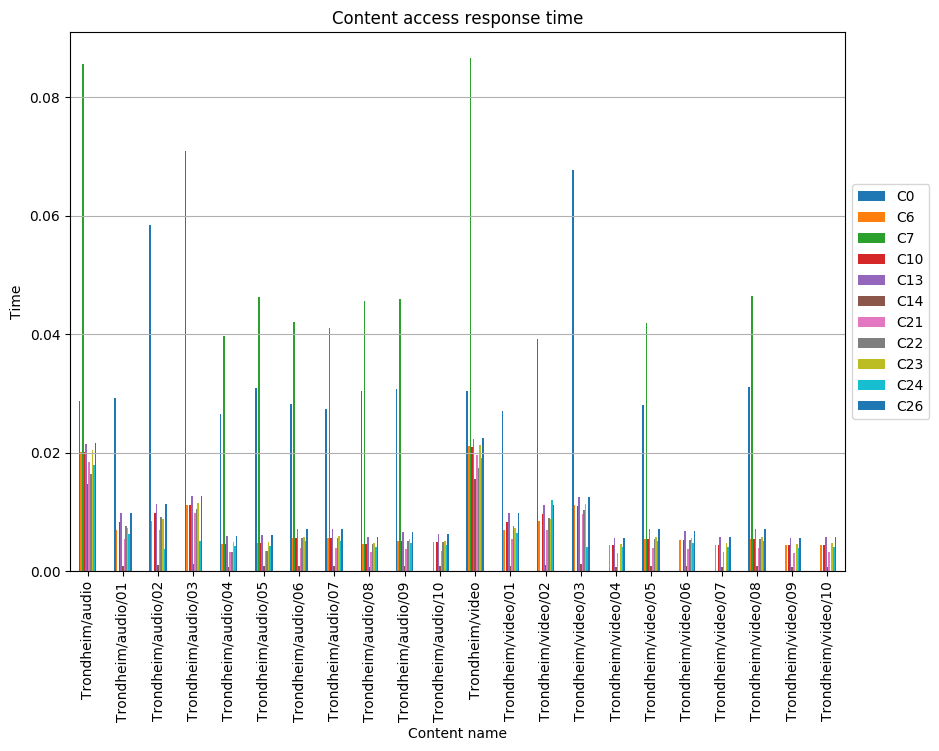 Content access response time
0.08
0.06
0.04
0.02
0.00
Time
Trondheim/audio
Trondheim/audio/01
Trondheim/audio/02
Trondheim/audio/03
Trondheim/audio/04
Trondheim/audio/05
Trondheim/audio/06
Trondheim/audio/07
Trondheim/audio/08
Trondheim/audio/09
Trondheim/audio/10
Trondheim/video
Trondheim/video/01
Trondheim/video/02
Trondheim/video/03
Trondheim/video/04
Trondheim/video/05
Trondheim/video/06
Trondheim/video/07
Trondheim/video/08
Trondheim/video/09
Trondheim/video/10
Content name
C0
C6
C7
C10
C13
C14
C21
C22
C23
C24
C26